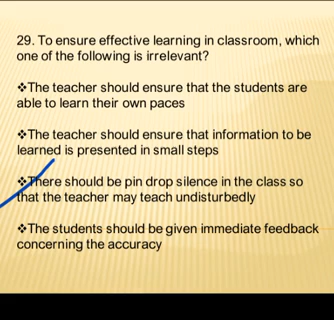 29. To ensure effective learning in classroom, which
one of the following is irrelevant?
❖The teacher should ensure that the students are
able to learn their own paces
❖The teacher should ensure that information to be
learned is presented in small steps
❖There should be pin drop silence in the class so
that the teacher may teach undisturbedly
❖The students should be given immediate feedback
concerning the accuracy